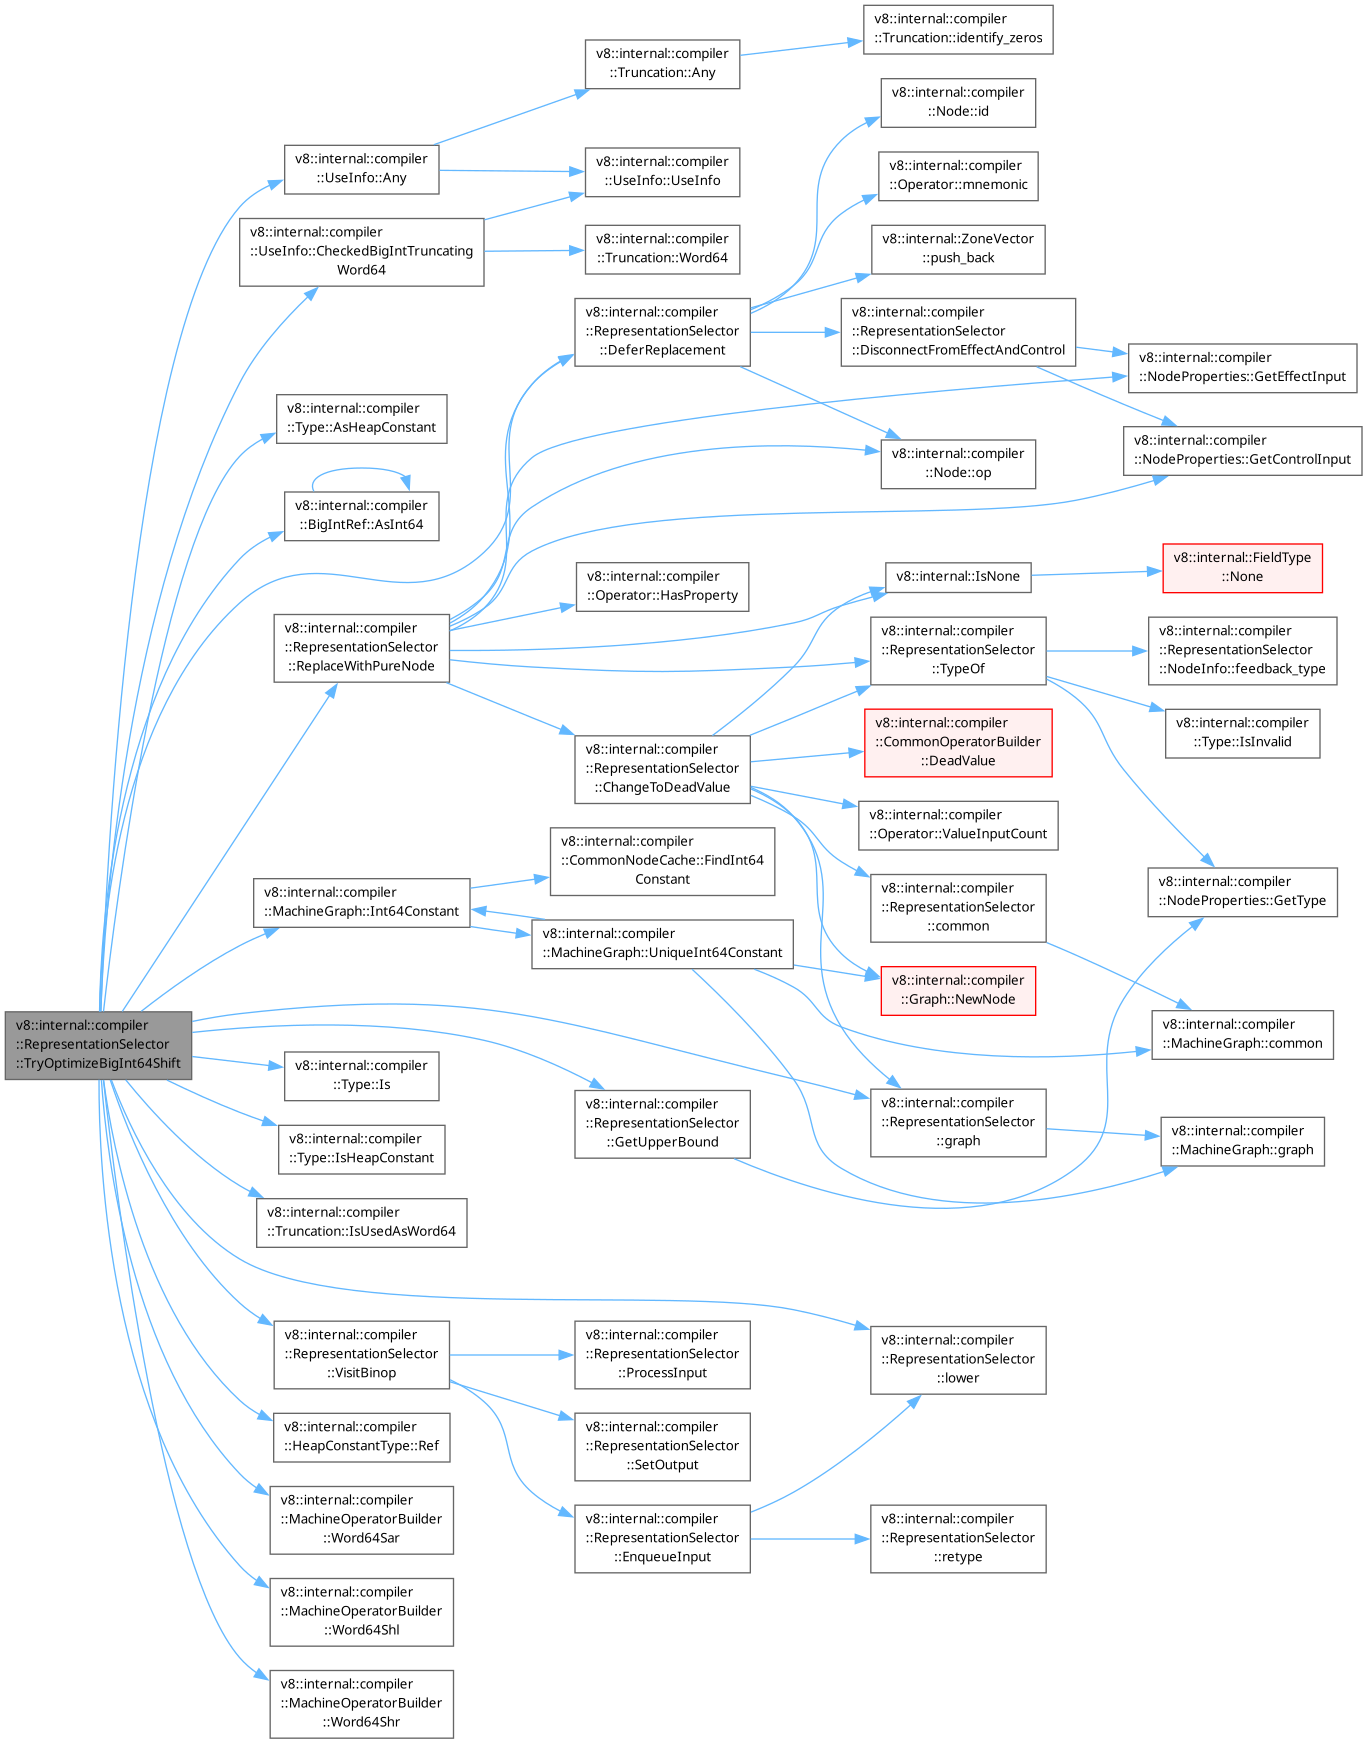 v8::internal::compiler
::Truncation::identify_zeros
v8::internal::compiler
::Truncation::Any
v8::internal::compiler
::Node::id
v8::internal::compiler
::UseInfo::Any
v8::internal::compiler
::UseInfo::UseInfo
v8::internal::compiler
::Operator::mnemonic
v8::internal::compiler
::UseInfo::CheckedBigIntTruncating
Word64
v8::internal::compiler
::Truncation::Word64
v8::internal::ZoneVector
::push_back
v8::internal::compiler
::RepresentationSelector
::DeferReplacement
v8::internal::compiler
::RepresentationSelector
::DisconnectFromEffectAndControl
v8::internal::compiler
::NodeProperties::GetEffectInput
v8::internal::compiler
::Type::AsHeapConstant
v8::internal::compiler
::Node::op
v8::internal::compiler
::NodeProperties::GetControlInput
v8::internal::compiler
::BigIntRef::AsInt64
v8::internal::compiler
::Operator::HasProperty
v8::internal::IsNone
v8::internal::FieldType
::None
v8::internal::compiler
::RepresentationSelector
::ReplaceWithPureNode
v8::internal::compiler
::RepresentationSelector
::TypeOf
v8::internal::compiler
::RepresentationSelector
::NodeInfo::feedback_type
v8::internal::compiler
::CommonOperatorBuilder
::DeadValue
v8::internal::compiler
::Type::IsInvalid
v8::internal::compiler
::RepresentationSelector
::ChangeToDeadValue
v8::internal::compiler
::Operator::ValueInputCount
v8::internal::compiler
::CommonNodeCache::FindInt64
Constant
v8::internal::compiler
::RepresentationSelector
::common
v8::internal::compiler
::NodeProperties::GetType
v8::internal::compiler
::MachineGraph::Int64Constant
v8::internal::compiler
::MachineGraph::UniqueInt64Constant
v8::internal::compiler
::Graph::NewNode
v8::internal::compiler
::RepresentationSelector
::TryOptimizeBigInt64Shift
v8::internal::compiler
::MachineGraph::common
v8::internal::compiler
::Type::Is
v8::internal::compiler
::RepresentationSelector
::GetUpperBound
v8::internal::compiler
::RepresentationSelector
::graph
v8::internal::compiler
::MachineGraph::graph
v8::internal::compiler
::Type::IsHeapConstant
v8::internal::compiler
::Truncation::IsUsedAsWord64
v8::internal::compiler
::RepresentationSelector
::VisitBinop
v8::internal::compiler
::RepresentationSelector
::ProcessInput
v8::internal::compiler
::RepresentationSelector
::lower
v8::internal::compiler
::HeapConstantType::Ref
v8::internal::compiler
::RepresentationSelector
::SetOutput
v8::internal::compiler
::MachineOperatorBuilder
::Word64Sar
v8::internal::compiler
::RepresentationSelector
::EnqueueInput
v8::internal::compiler
::RepresentationSelector
::retype
v8::internal::compiler
::MachineOperatorBuilder
::Word64Shl
v8::internal::compiler
::MachineOperatorBuilder
::Word64Shr